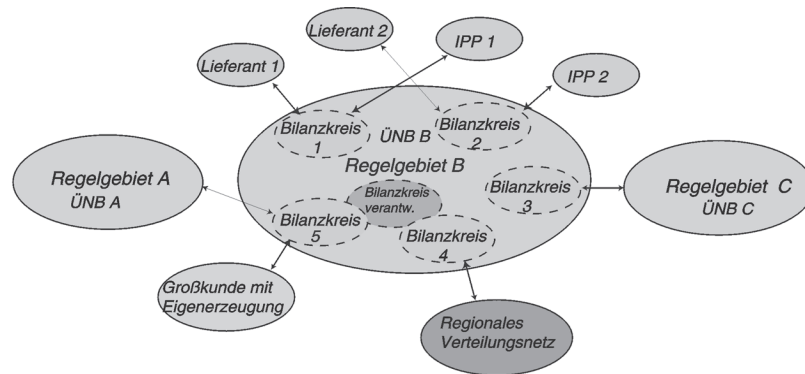 Lieferant 2
IPP 1
Lieferant 1
IPP 2
Bilanzkreis
1
ÜNB B
Bilanzkreis
2
Regelgebiet B
Regelgebiet A
ÜNB A
Bilanzkreis
verantw.
Bilanzkreis
3
Regelgebiet C
ÜNB C
Bilanzkreis
5
Bilanzkreis
4
Großkunde mit
Eigenerzeugung
Regionales
Verteilungsnetz